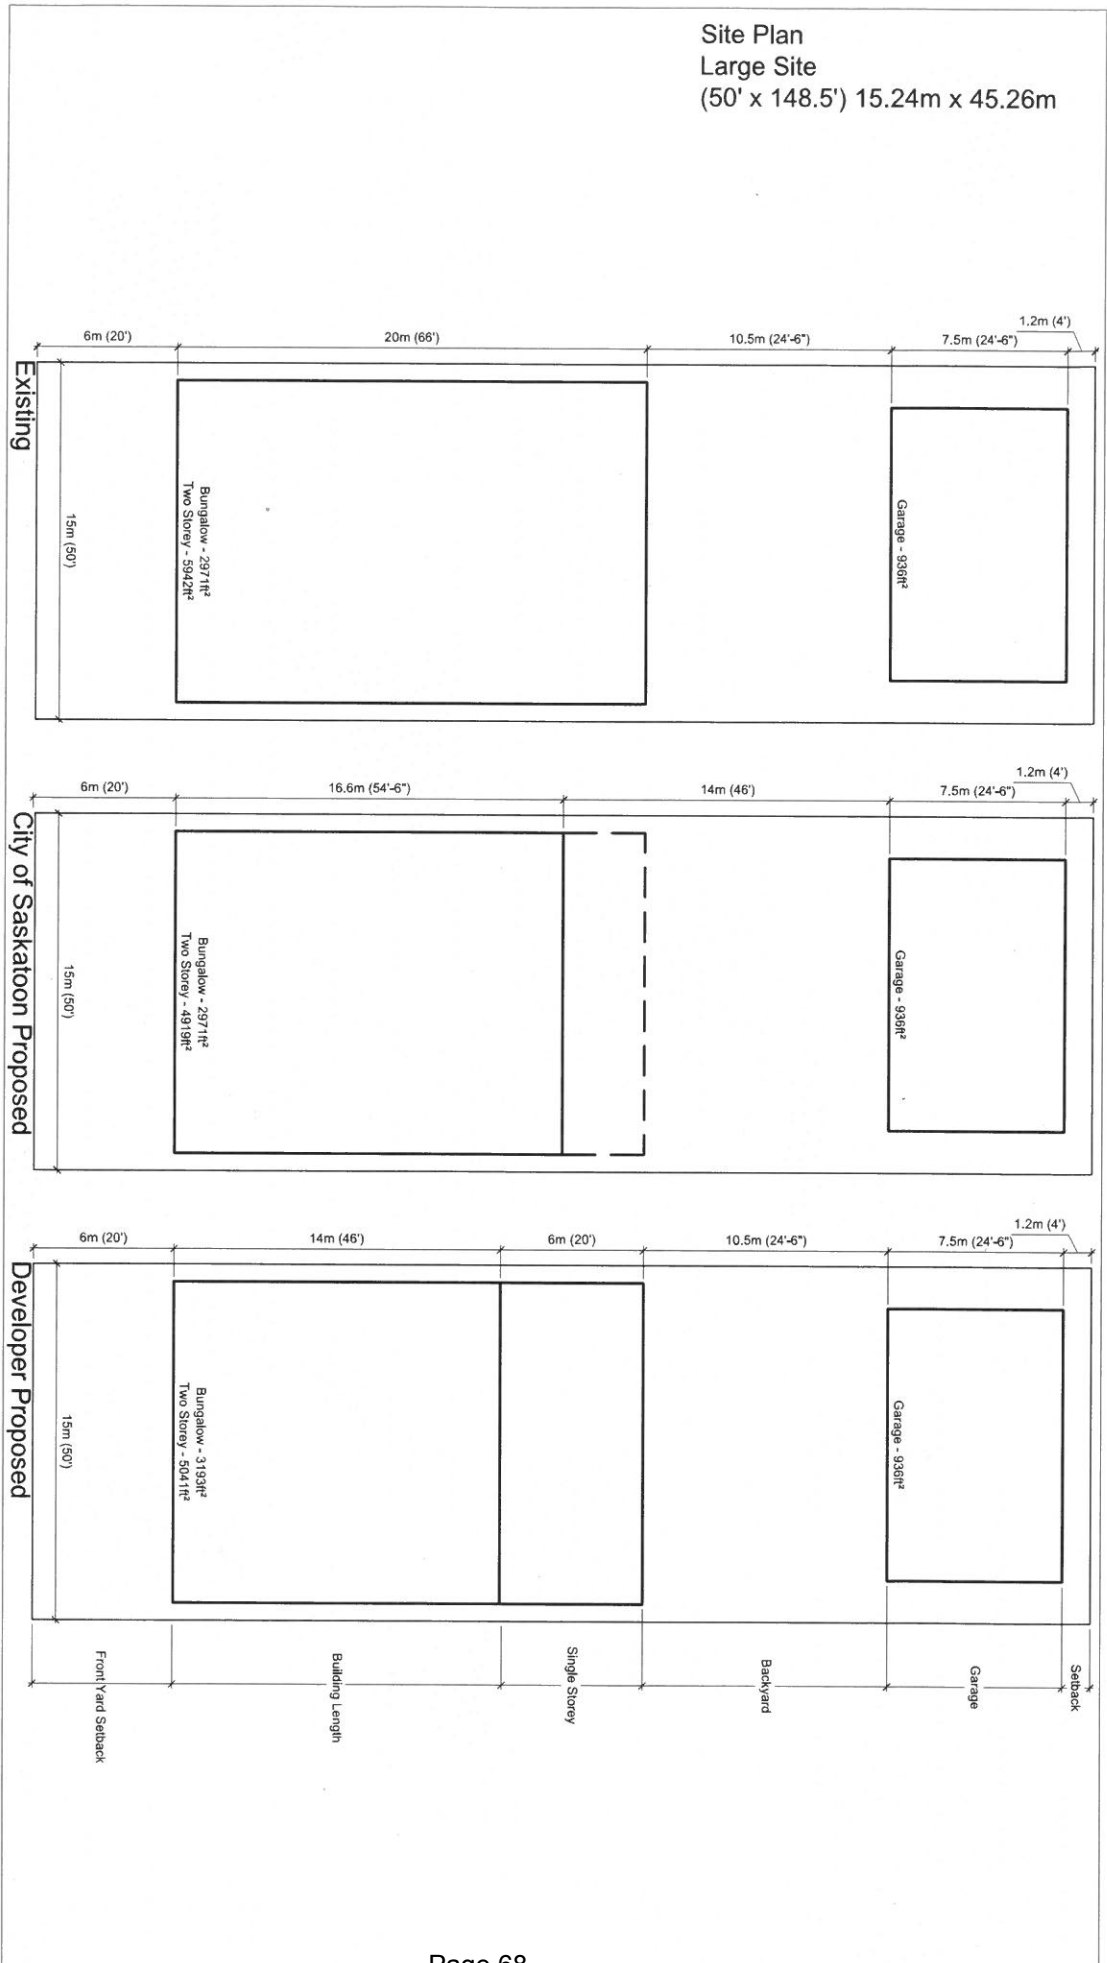 Site Plan
Large Site
(50' x 148.5') 15.24m x 45.26m
1.2m (4')
6m (20')
20m (66')
10.5m (24'-6")
7.5m (24'-6")
Existing
15m (50')
Bungalow - 2971ft²
Two Storey - 5942ft²
Garage - 936ft²
1.2m (4')
6m (20')
16.6m (54'-6")
14m (46')
7.5m (24'-6")
City of Saskatoon Proposed
15m (50')
Bungalow - 2971ft²
Two Storey - 4919ft²
Garage - 936ft²
1.2m (4')
6m (20')
14m (46')
6m (20')
10.5m (24'-6")
7.5m (24'-6")
Developer Proposed
15m (50')
Bungalow - 3193ft²
Two Storey - 5041ft²
Garage - 936ft²
Front Yard Setback
Building Length
Single Storey
Backyard
Garage
Setback
Page 68